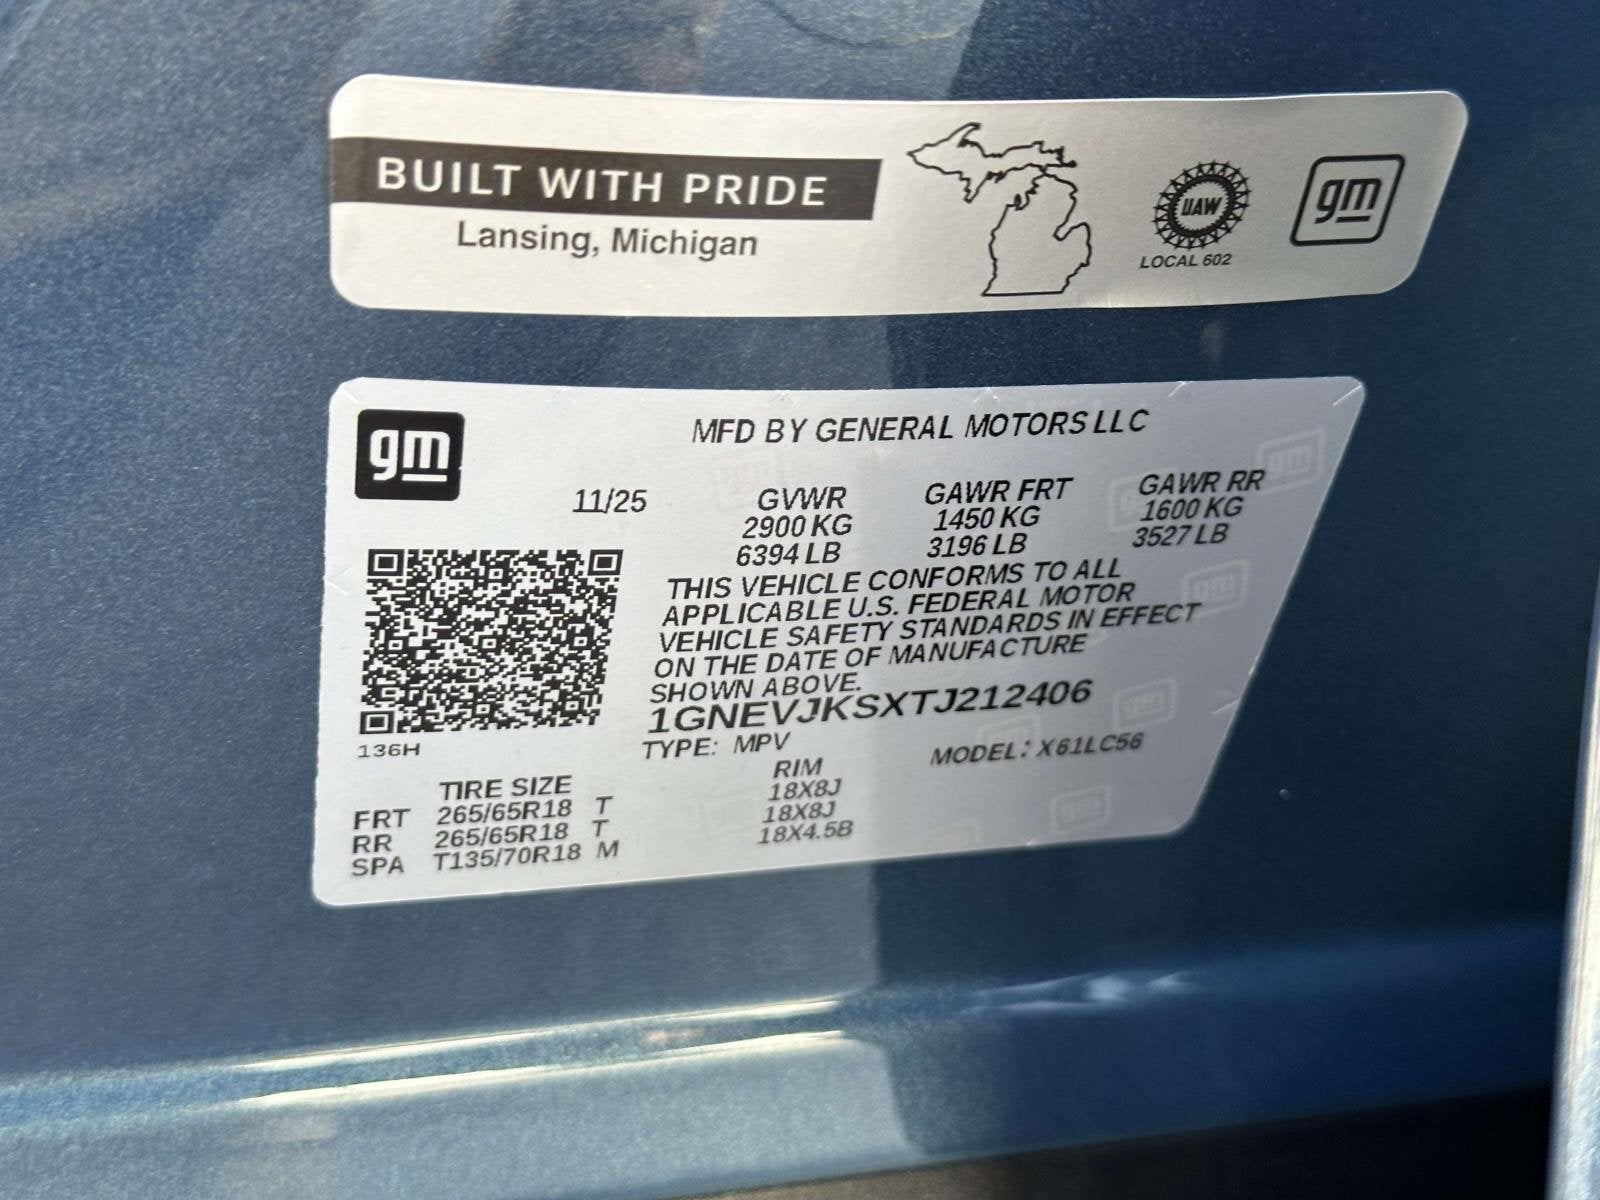 BUILT WITH PRIDE
Lansing, Michigan
UAW
LOCAL 602
gm
gm
MFD BY GENERAL MOTORS LLC
11/25
GVWR GAWR FRT GAWR RR
2900 KG 1450 KG 1600 KG
6394 LB 3196 LB 3527 LB
THIS VEHICLE CONFORMS TO ALL
APPLICABLE U.S. FEDERAL MOTOR
VEHICLE SAFETY STANDARDS IN EFFECT
ON THE DATE OF MANUFACTURE
SHOWN ABOVE.
1GNEVJKSXTJ212406
136H
TYPE: MPV MODEL: X61LC56
TIRE SIZE RIM
FRT 265/65R18 T 18X8J
RR 265/65R18 T 18X8J
SPA T135/70R18 M 18X4.5B